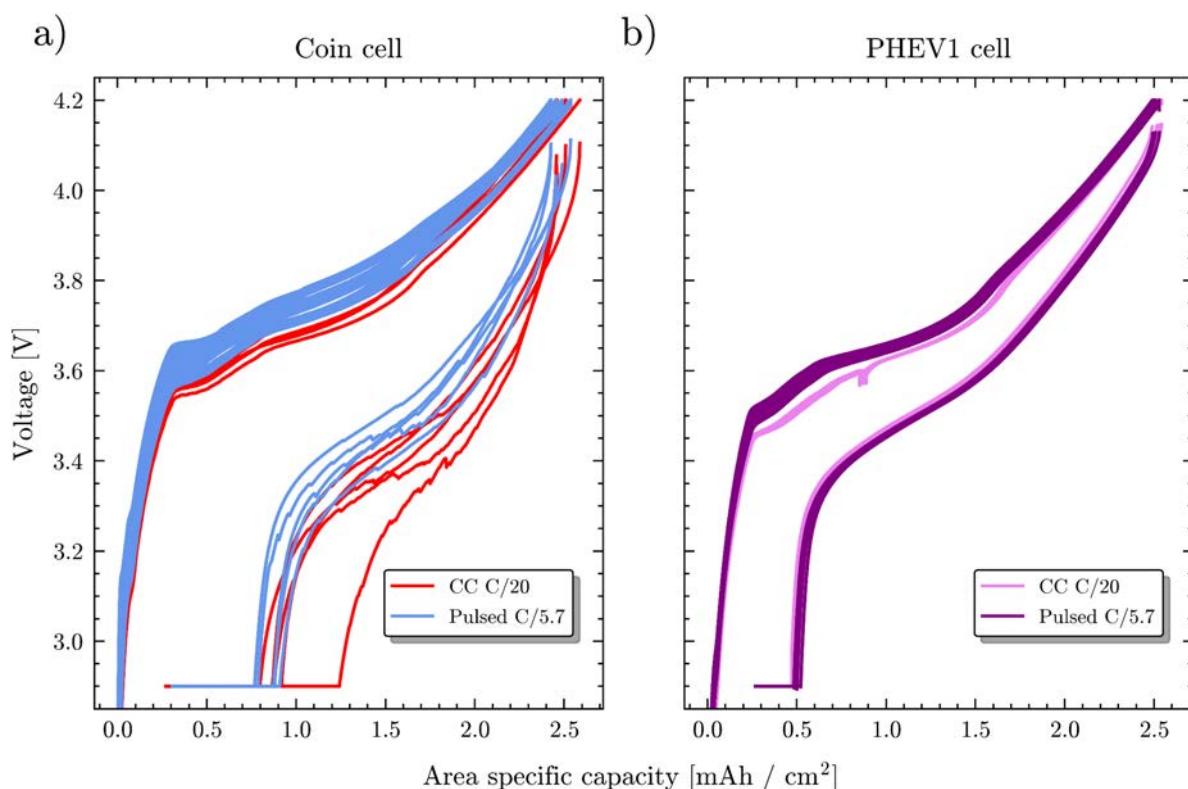 a)
Coin cell
b)
PHEV1 cell
Voltage [V]
4.2
4.0
3.8
3.6
3.4
3.2
3.0
CC C/20
Pulsed C/5.7
CC C/20
Pulsed C/5.7
0.0 0.5 1.0 1.5 2.0 2.5
0.0 0.5 1.0 1.5 2.0 2.5
Area specific capacity [mAh / cm²]